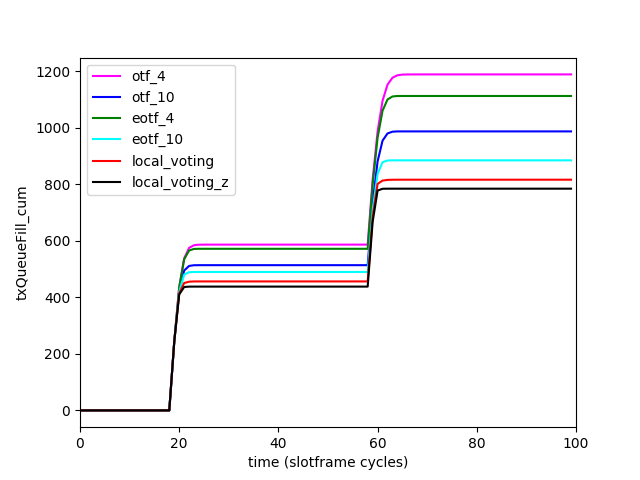 1200
1000
800
600
400
200
0
txQueueFill_cum
otf_4
otf_10
eotf_4
eotf_10
local_voting
local_voting_z
0 20 40 60 80 100
time (slotframe cycles)